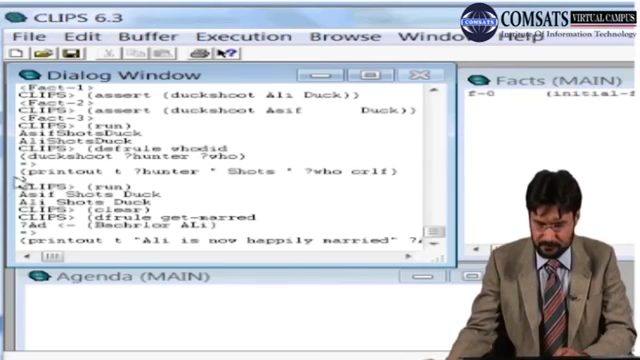 CLIPS 6.3
COMSATS VIRTUAL CAMPUS
Institute Of Information Technology
File Edit Buffer Execution Browse Window Help
Dialog Window
<Fact-1>
CLIPS> (assert (duckshoot Ali Duck))
<Fact-2>
CLIPS> (assert (duckshoot Asif Duck))
<Fact-3>
CLIPS> (run)
AsifShotsDuck
AliShotsDuck
CLIPS> (defrule whodid
(duckshoot ?hunter ?who)
=>
(printout t ?hunter " Shots " ?who crlf)
CLIPS> (run)
Asif Shots Duck
Ali Shots Duck
CLIPS> (clear)
CLIPS> (dfrule get-marred
?Ad <- (Bachrlor ALi)
=>
(printout t "Ali is now happily married" ?A
Facts (MAIN)
f-0 (initial-f
Agenda (MAIN)